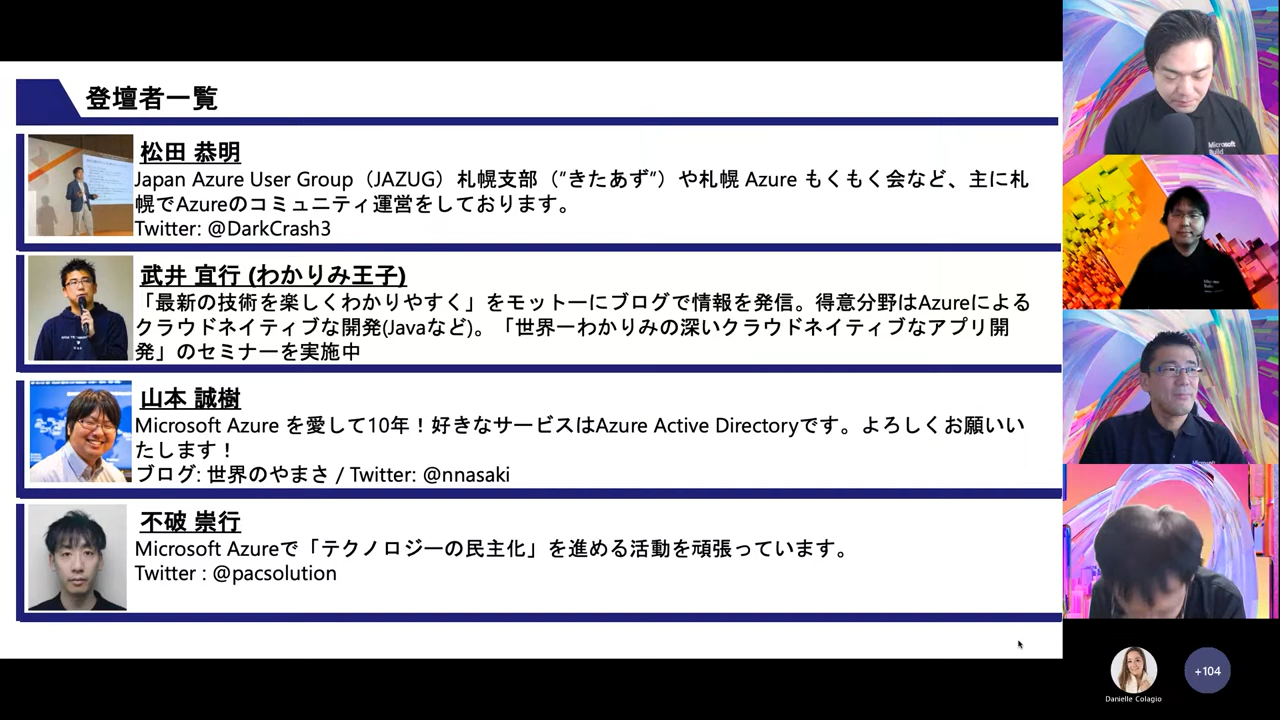 登壇者一覧
松田 恭明
Japan Azure User Group（JAZUG）札幌支部（"きたあず"）や札幌 Azure もくもく会など、主に札
幌でAzureのコミュニティ運営をしております。
Twitter: @DarkCrash3
武井 宜行 (わかりみ王子)
「最新の技術を楽しくわかりやすく」をモットーにブログで情報を発信。得意分野はAzureによる
クラウドネイティブな開発(Javaなど)。「世界一わかりみの深いクラウドネイティブなアプリ開
発」のセミナーを実施中
山本 誠樹
Microsoft Azure を愛して10年！好きなサービスはAzure Active Directoryです。よろしくお願いい
たします！
ブログ: 世界のやまさ / Twitter: @nnasaki
不破 崇行
Microsoft Azureで「テクノロジーの民主化」を進める活動を頑張っています。
Twitter : @pacsolution
Microsoft
Build
Danielle Colagio
+104